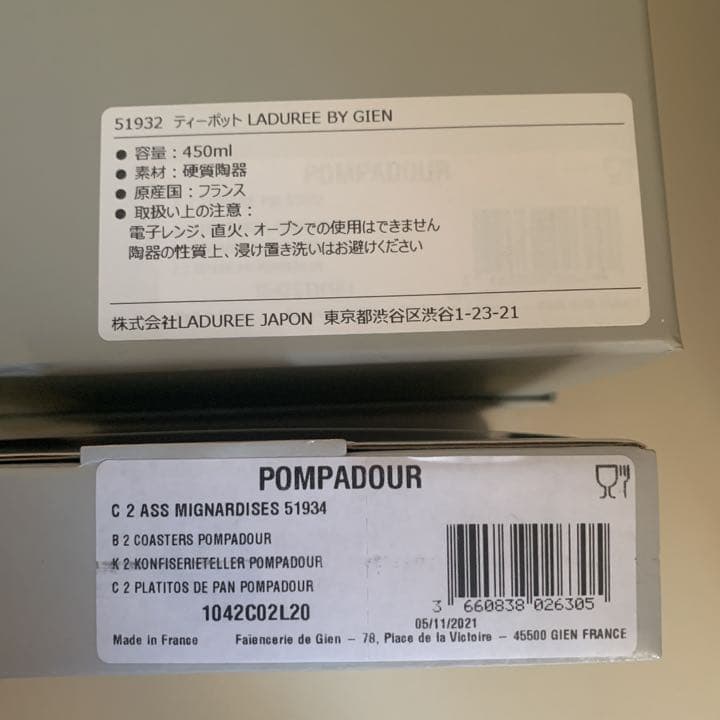 51932 ティーポット LADUREE BY GIEN
● 容量：450ml
● 素材：硬質陶器
● 原産国：フランス
● 取扱い上の注意：
電子レンジ、直火、オーブンでの使用はできません
陶器の性質上、浸け置き洗いはお避けください
株式会社LADUREE JAPON 東京都渋谷区渋谷1-23-21
POMPADOUR
C 2 ASS MIGNARDISES 51934
B 2 COASTERS POMPADOUR
K 2 KONFISERIETELLER POMPADOUR
C 2 PLATITOS DE PAN POMPADOUR
1042C02L20
3 660838 026305
05/11/2021
Made in France Faïencerie de Gien – 78, Place de la Victoire – 45500 GIEN FRANCE